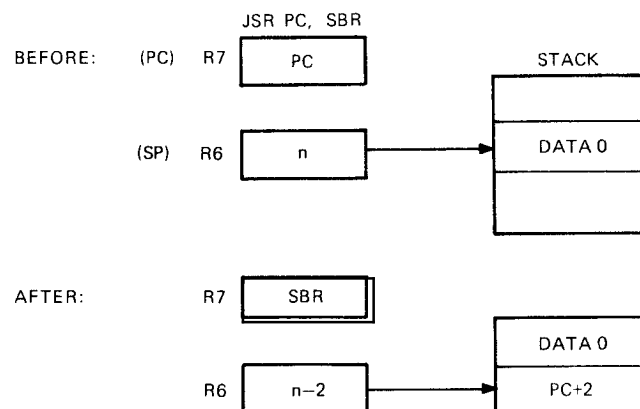 JSR PC, SBR
BEFORE: (PC) R7 PC
STACK
(SP) R6 n DATA 0
AFTER: R7 SBR
DATA 0
R6 n−2 PC+2